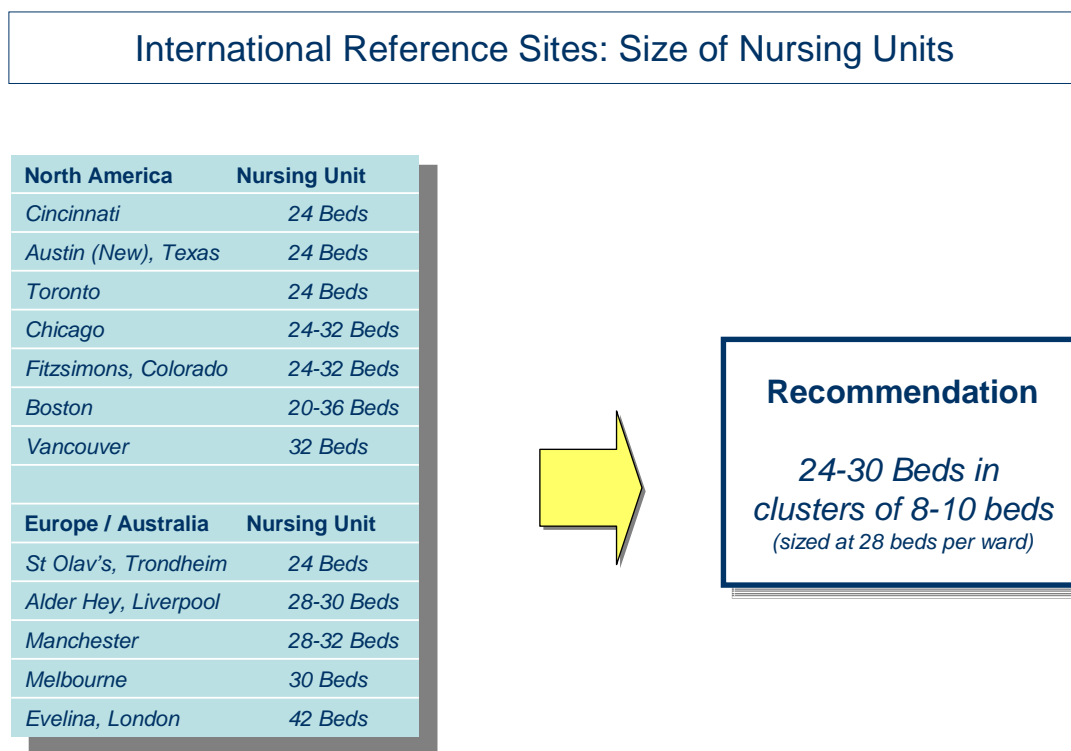 International Reference Sites: Size of Nursing Units
North America Nursing Unit
Cincinnati 24 Beds
Austin (New), Texas 24 Beds
Toronto 24 Beds
Chicago 24-32 Beds
Fitzsimons, Colorado 24-32 Beds
Boston 20-36 Beds
Vancouver 32 Beds
Europe / Australia Nursing Unit
St Olav's, Trondheim 24 Beds
Alder Hey, Liverpool 28-30 Beds
Manchester 28-32 Beds
Melbourne 30 Beds
Evelina, London 42 Beds
Recommendation
24-30 Beds in
clusters of 8-10 beds
(sized at 28 beds per ward)